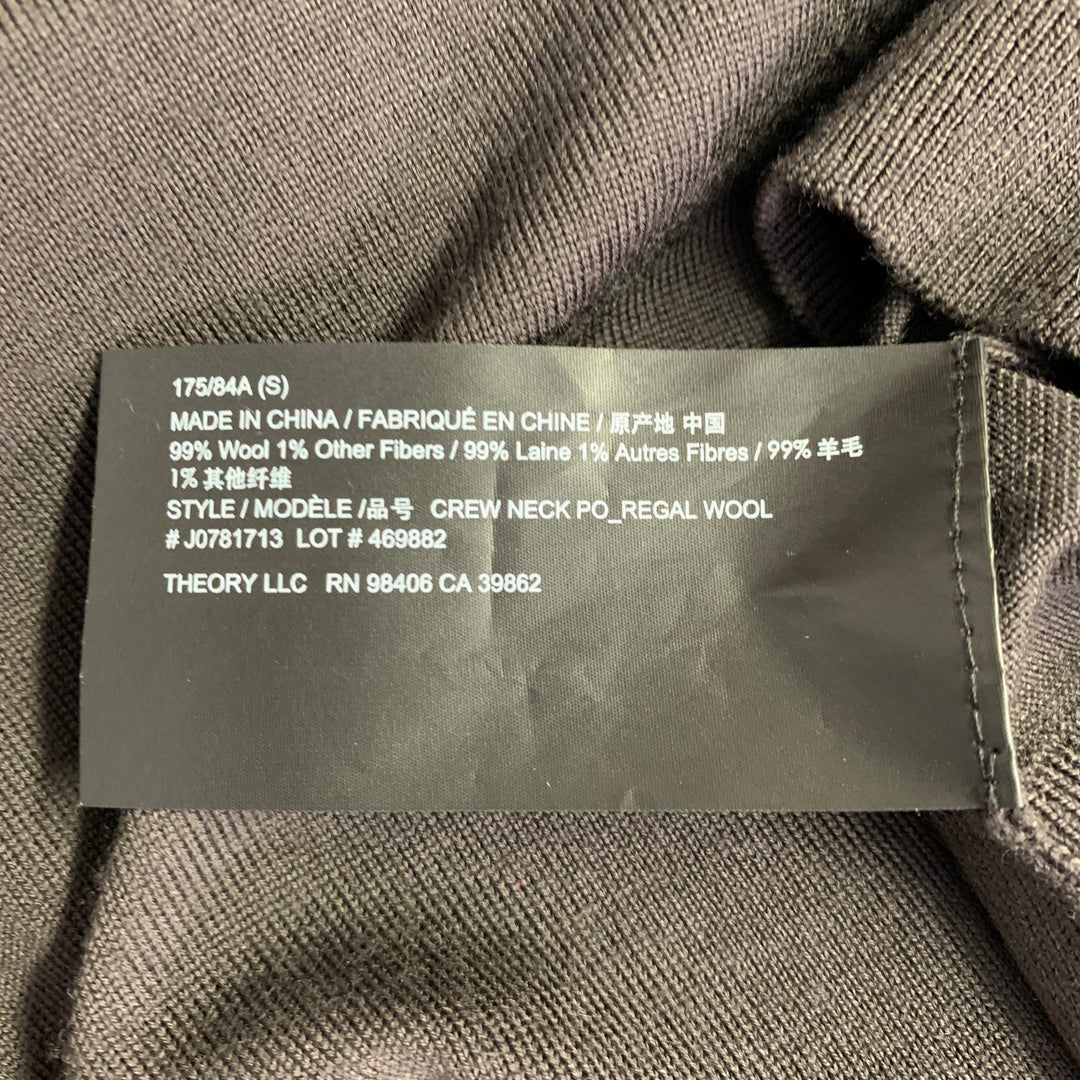 175/84A (S)
MADE IN CHINA / FABRIQUÉ EN CHINE / 原产地 中国
99% Wool 1% Other Fibers / 99% Laine 1% Autres Fibres / 99% 羊毛
1% 其他纤维
STYLE / MODÈLE /品号 CREW NECK PO_REGAL WOOL
# J0781713 LOT # 469882
THEORY LLC RN 98406 CA 39862